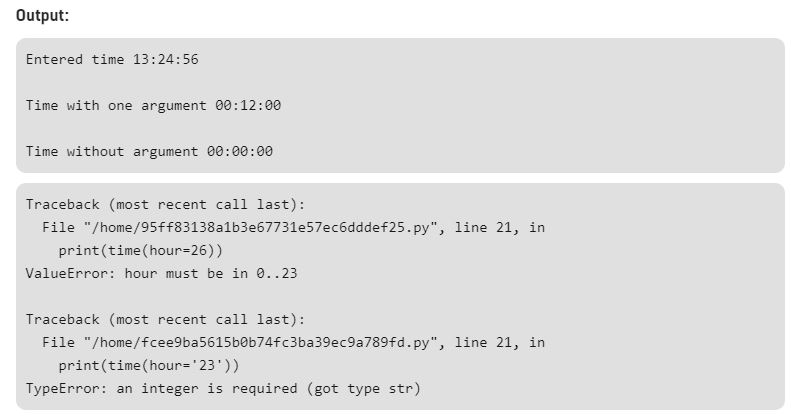 Output:
Entered time 13:24:56
Time with one argument 00:12:00
Time without argument 00:00:00
Traceback (most recent call last):
  File "/home/95ff83138a1b3e67731e57ec6dddef25.py", line 21, in
    print(time(hour=26))
ValueError: hour must be in 0..23
Traceback (most recent call last):
  File "/home/fcee9ba5615b0b74fc3ba39ec9a789fd.py", line 21, in
    print(time(hour='23'))
TypeError: an integer is required (got type str)